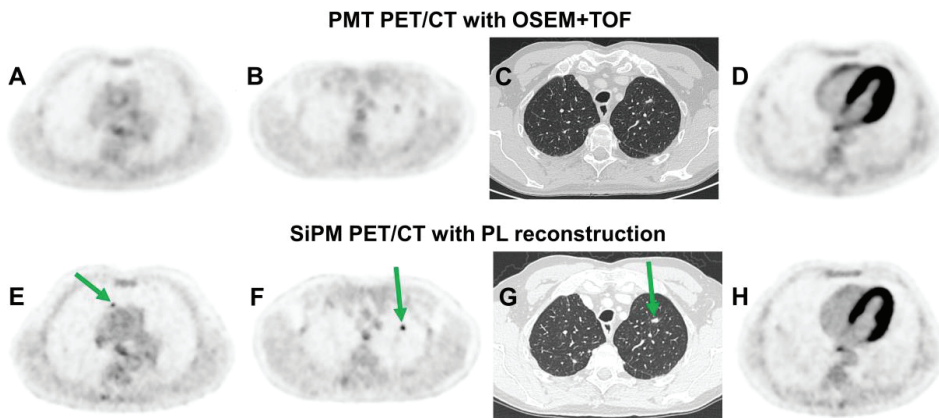 PMT PET/CT with OSEM+TOF
A B C D
SiPM PET/CT with PL reconstruction
E F G H